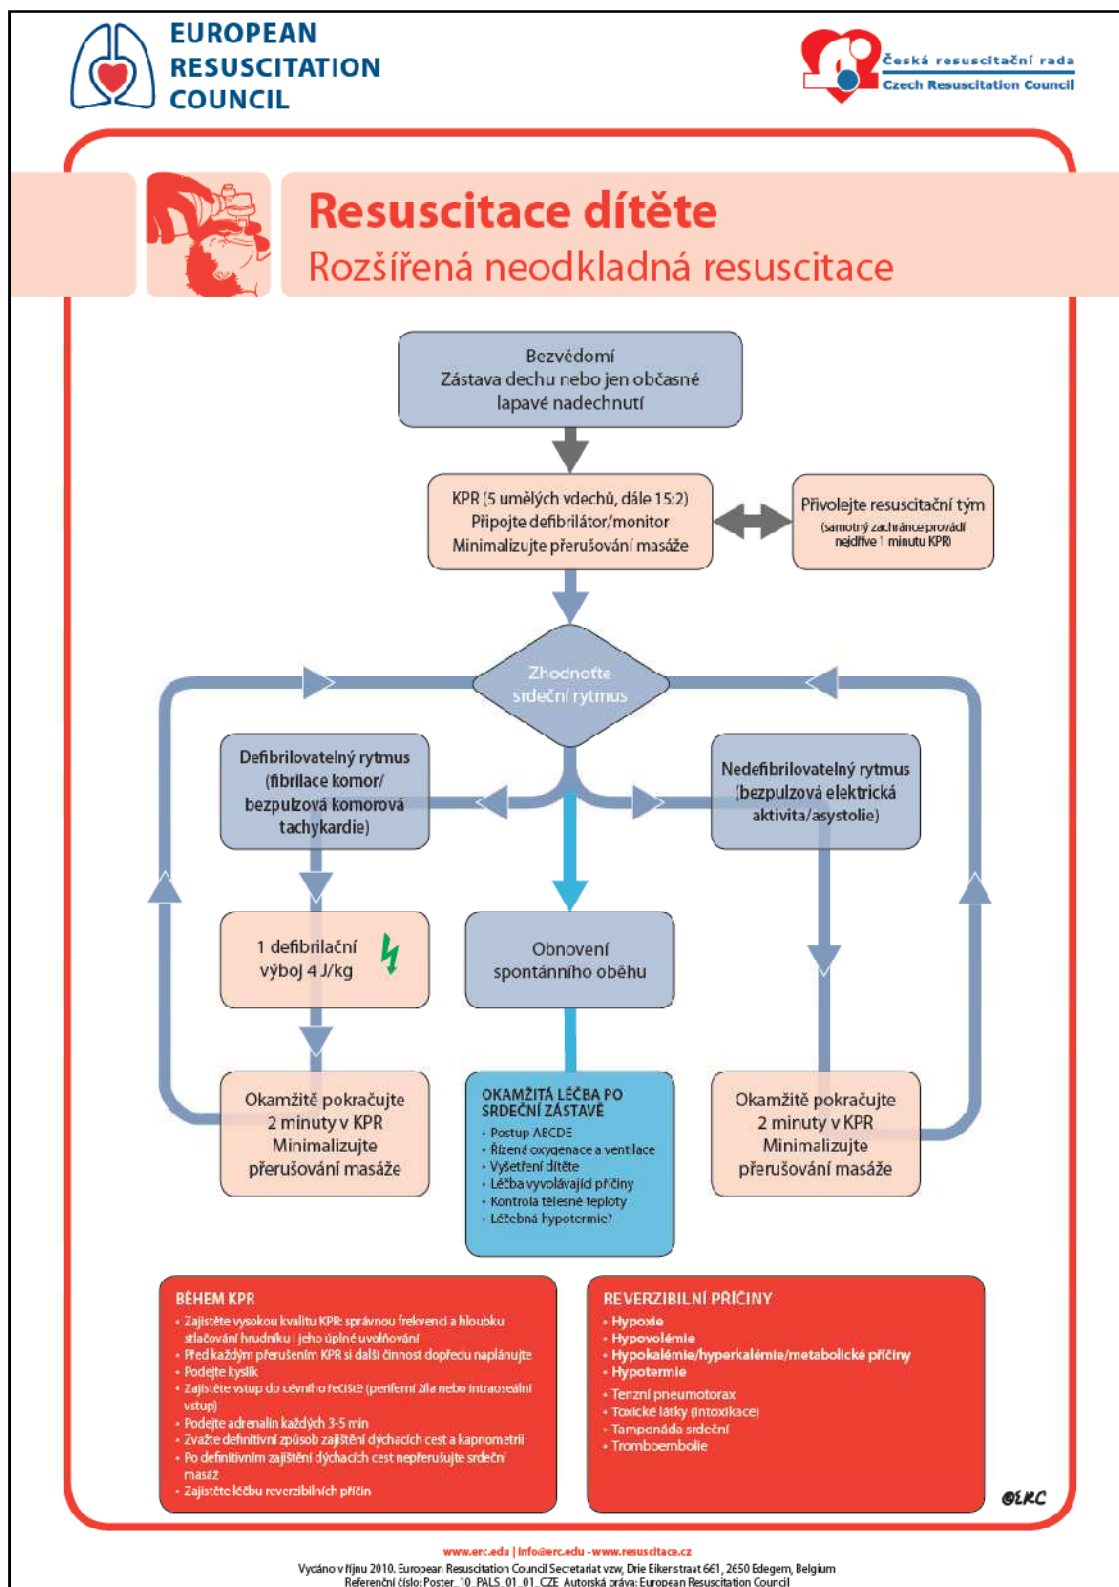 EUROPEAN
RESUSCITATION
COUNCIL
Česká resuscitační rada
Czech Resuscitation Council
Resuscitace dítěte
Rozšířená neodkladná resuscitace
Bezvědomí
Zástava dechu nebo jen občasné
lapavé nadechnutí
KPR (5 umělých vdechů, dále 15:2)
Připojte defibrilátor/monitor
Minimalizujte přerušování masáže
Přivolejte resuscitační tým
(samotný zachránce provádí
nejdříve 1 minutu KPR)
Zhodnoťte
srdeční rytmus
Defibrilovatelný rytmus
(fibrilace komor/
bezpulzová komorová
tachykardie)
Nedefibrilovatelný rytmus
(bezpulzová elektrická
aktivita/asystolie)
1 defibrilační
výboj 4 J/kg
Obnovení
spontánního oběhu
Okamžitě pokračujte
2 minuty v KPR
Minimalizujte
přerušování masáže
OKAMŽITÁ LÉČBA PO
SRDEČNÍ ZÁSTAVĚ
• Postup ABCDE
• Řízená oxygenace a ventilace
• Vyšetření dítěte
• Léčba vyvolávající příčiny
• Kontrola tělesné teploty
• Léčebná hypotermie?
Okamžitě pokračujte
2 minuty v KPR
Minimalizujte
přerušování masáže
BĚHEM KPR
• Zajistěte vysokou kvalitu KPR: správnou frekvenci a hloubku
stlačování hrudníku i jeho úplné uvolňování
• Před každým přerušením KPR si další činnost dopředu naplánujte
• Podejte kyslík
• Zajistěte vstup do cévního řečiště (periferní žíla nebo intraoseální
vstup)
• Podejte adrenalin každých 3-5 min
• Zvažte definitivní způsob zajištění dýchacích cest a kapnometrii
• Po definitivním zajištění dýchacích cest nepřerušujte srdeční
masáž
• Zajistěte léčbu reverzibilních příčin
REVERZIBILNÍ PŘÍČINY
• Hypoxie
• Hypovolémie
• Hypokalémie/hyperkalémie/metabolické příčiny
• Hypotermie
• Tenzní pneumotorax
• Toxické látky (intoxikace)
• Tamponáda srdeční
• Tromboembolie
©ERC
www.erc.edu | info@erc.edu - www.resuscitace.cz
Vydáno v říjnu 2010. European Resuscitation Council Secretariat vzw, Drie Eikenstraat 661, 2650 Edegem, Belgium
Referenční číslo: Poster_10_PALS_01_01_CZE Autorská práva: European Resuscitation Council